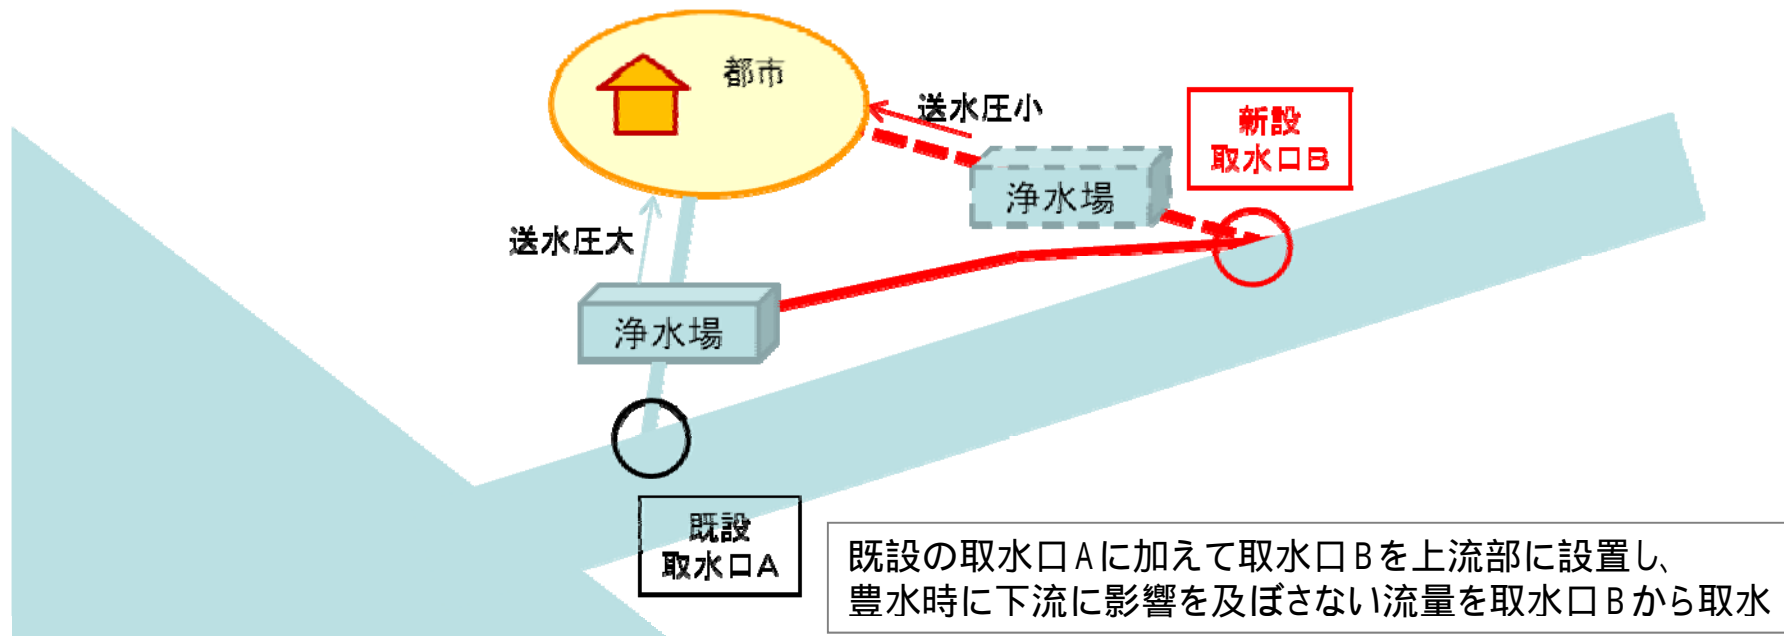 都市
送水圧小
新設
取水口B
浄水場
送水圧大
浄水場
既設
取水口A
既設の取水口Aに加えて取水口Bを上流部に設置し、
豊水時に下流に影響を及ぼさない流量を取水口Bから取水